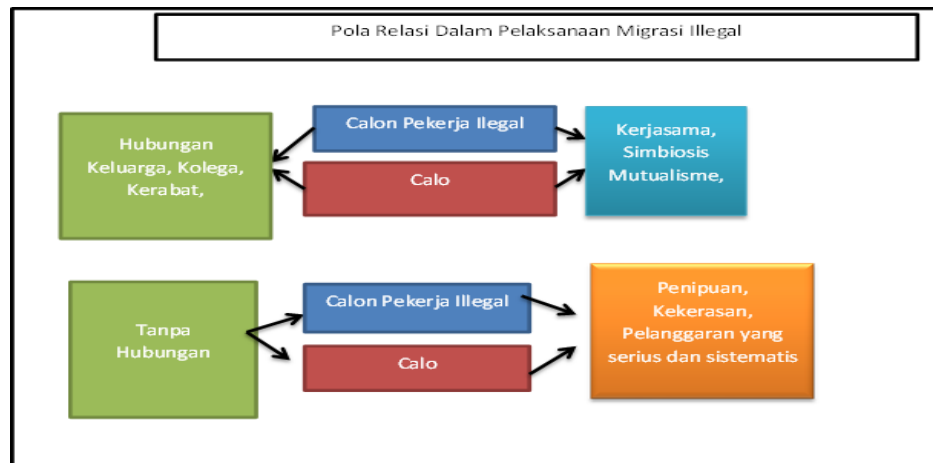 Pola Relasi Dalam Pelaksanaan Migrasi Illegal
Hubungan
Keluarga, Kolega,
Kerabat,
Calon Pekerja Ilegal
Calo
Kerjasama,
Simbiosis
Mutualisme,
Tanpa
Hubungan
Calon Pekerja Illegal
Calo
Penipuan,
Kekerasan,
Pelanggaran yang
serius dan sistematis